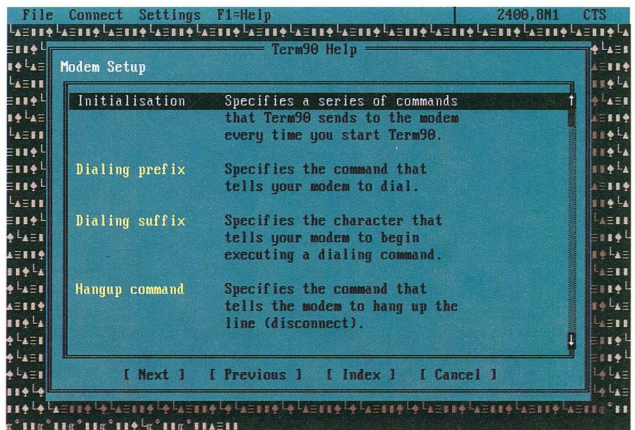 File Connect Settings F1=Help 2400,8N1 CTS
Term90 Help
Modem Setup
Initialisation Specifies a series of commands
that Term90 sends to the modem
every time you start Term90.
Dialing prefix Specifies the command that
tells your modem to dial.
Dialing suffix Specifies the character that
tells your modem to begin
executing a dialing command.
Hangup command Specifies the command that
tells the modem to hang up the
line (disconnect).
[ Next ] [ Previous ] [ Index ] [ Cancel ]